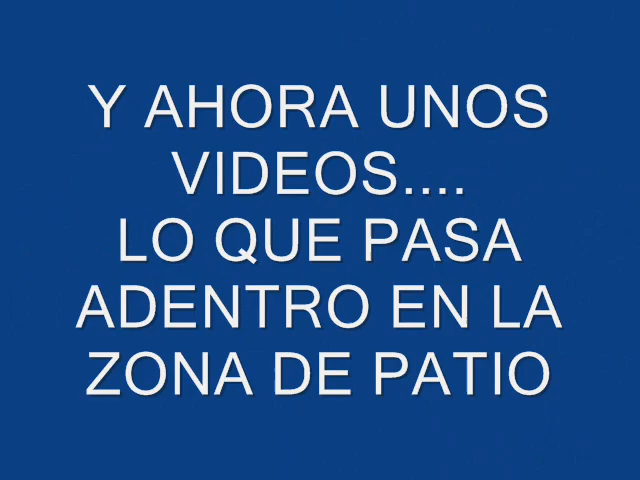 Y AHORA UNOS
VIDEOS....
LO QUE PASA
ADENTRO EN LA
ZONA DE PATIO